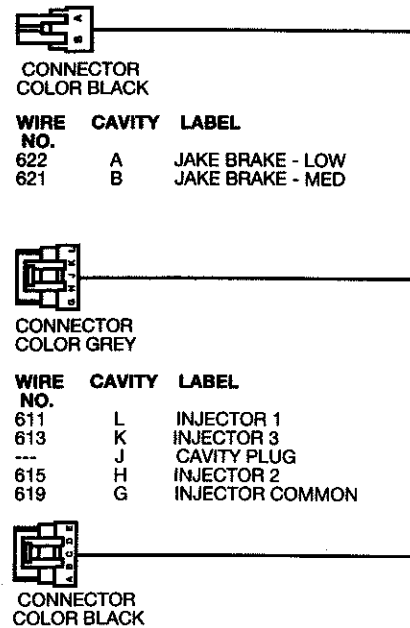 A
B
CONNECTOR
COLOR BLACK
WIRE CAVITY LABEL
NO.
622 A JAKE BRAKE - LOW
621 B JAKE BRAKE - MED
G H J K L
CONNECTOR
COLOR GREY
WIRE CAVITY LABEL
NO.
611 L INJECTOR 1
613 K INJECTOR 3
--- J CAVITY PLUG
615 H INJECTOR 2
619 G INJECTOR COMMON
A B C D E
CONNECTOR
COLOR BLACK